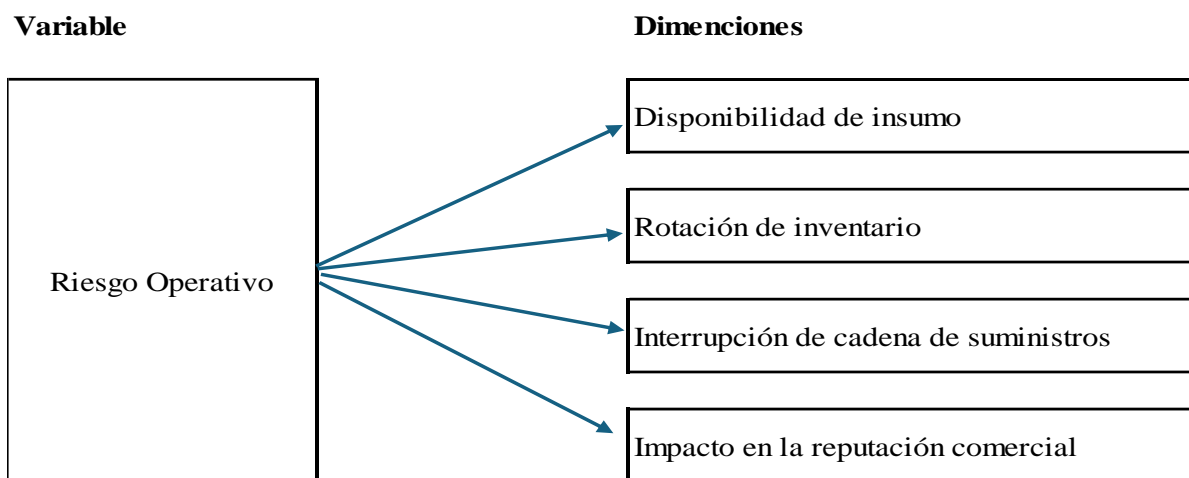 Variable
Dimenciones
Riesgo Operativo
Disponibilidad de insumo
Rotación de inventario
Interrupción de cadena de suministros
Impacto en la reputación comercial